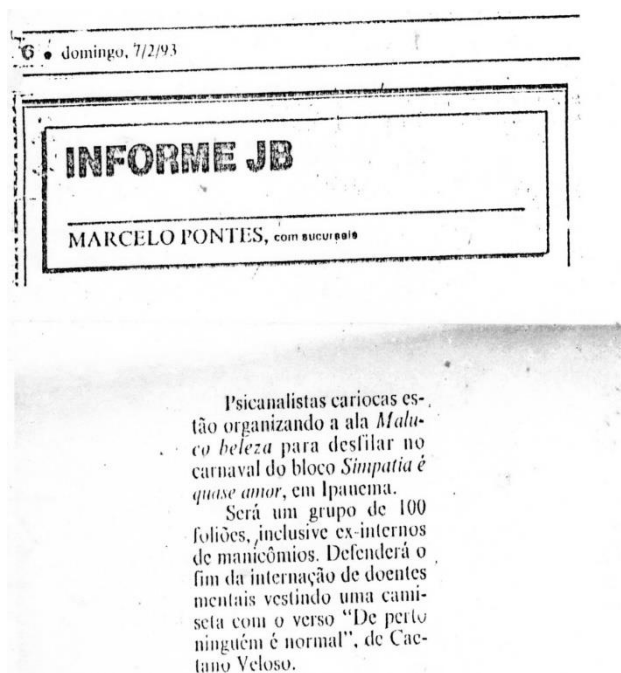 6 • domingo, 7/2/93
INFORME JB
MARCELO PONTES, com sucursais
Psicanalistas cariocas es-
tão organizando a ala Malu-
co beleza para desfilar no
carnaval do bloco Simpatia é
quase amor, em Ipanema.
Será um grupo de 100
foliões, inclusive ex-internos
de manicômios. Defenderá o
fim da internação de doentes
mentais vestindo uma cami-
seta com o verso “De perto
ninguém é normal”, de Cae-
tano Veloso.